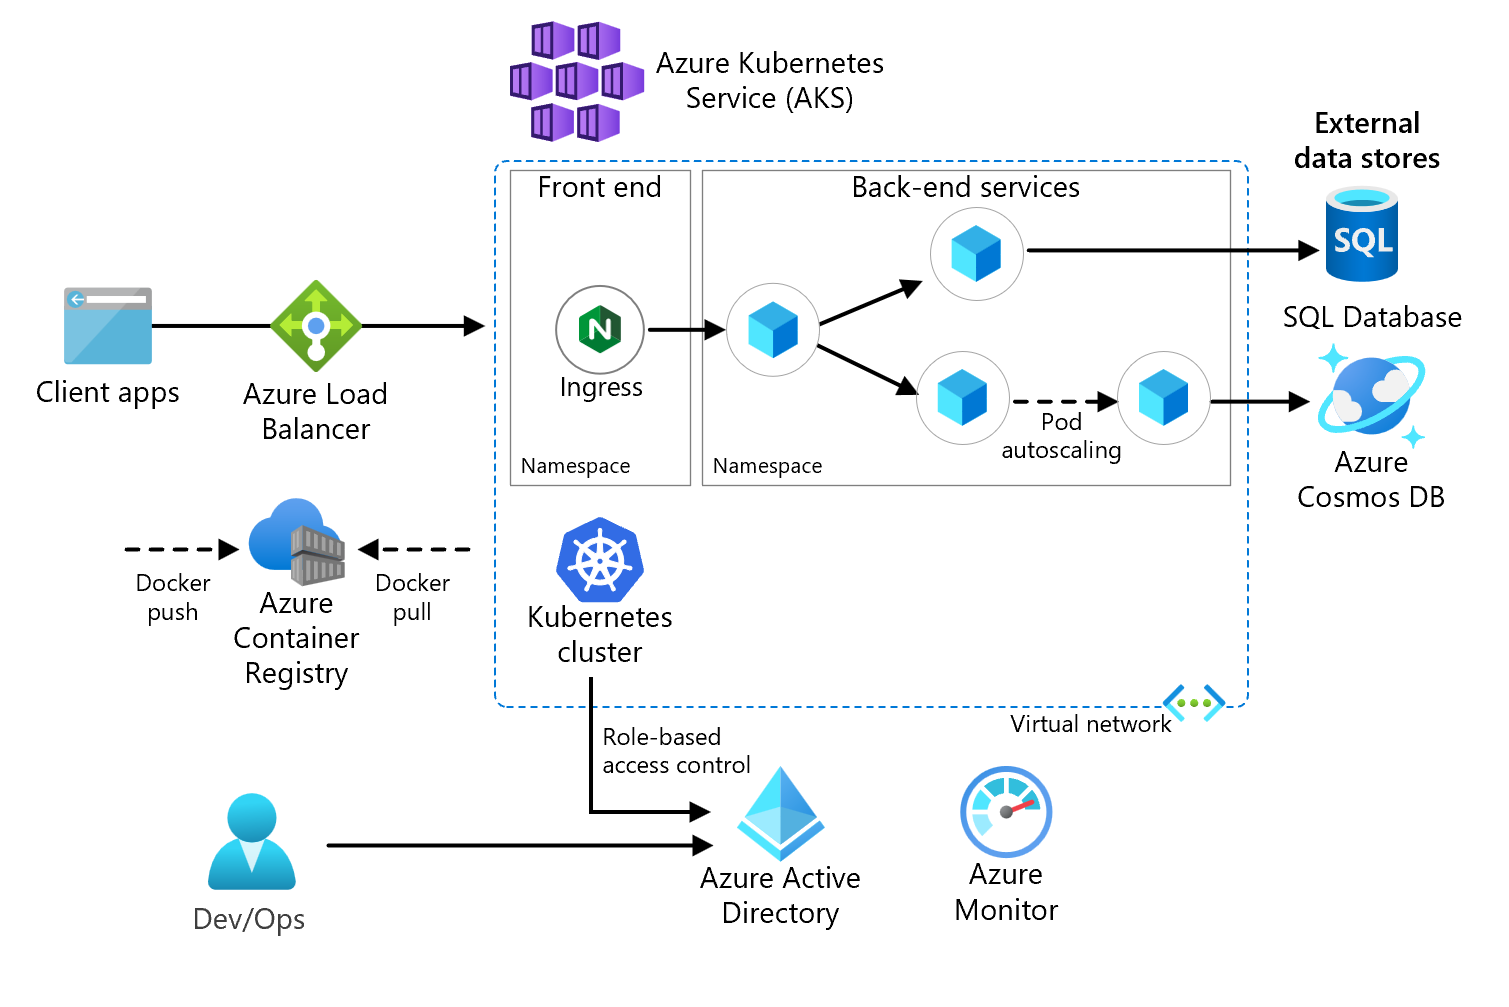 Azure Kubernetes
Service (AKS)
External
data stores
Front end
Back-end services
SQL
SQL Database
N
Ingress
Client apps
Azure Load
Balancer
Pod
autoscaling
Namespace
Namespace
Azure
Cosmos DB
Docker
push
Docker
pull
Azure
Container
Registry
Kubernetes
cluster
Virtual network
Role-based
access control
Azure Active
Directory
Azure
Monitor
Dev/Ops